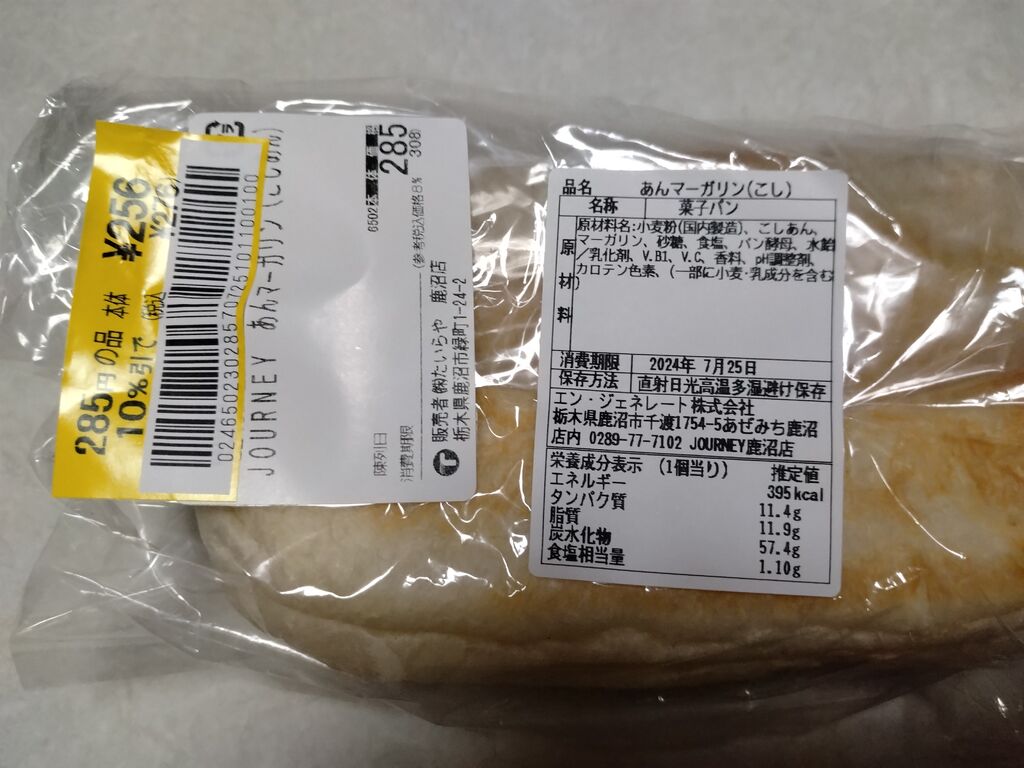 285円の品 本体 ¥256
10%引で 税込 ¥276
0246502302857072510110100100
JOURNEY あんマーガリン(こしあん)
285
(参考税込価格8% 308)
陳列日
消費期限
販売者 ㈱たいらや 鹿沼店
栃木県鹿沼市緑町1-24-2
品名 あんマーガリン(こし)
名称 菓子パン
原材料
原材料名:小麦粉(国内製造)、こしあん、
マーガリン、砂糖、食塩、パン酵母、水飴
/乳化剤、V.B1、V.C、香料、pH調整剤、
カロテン色素、(一部に小麦・乳成分を含む
)
消費期限 2024年 7月25日
保存方法 直射日光高温多湿避け保存
エン・ジェネレート株式会社
栃木県鹿沼市千渡1754-5あぜみち鹿沼
店内 0289-77-7102 JOURNEY鹿沼店
栄養成分表示 (1個当り) 推定値
エネルギー 395kcal
タンパク質 11.4g
脂質 11.9g
炭水化物 57.4g
食塩相当量 1.10g